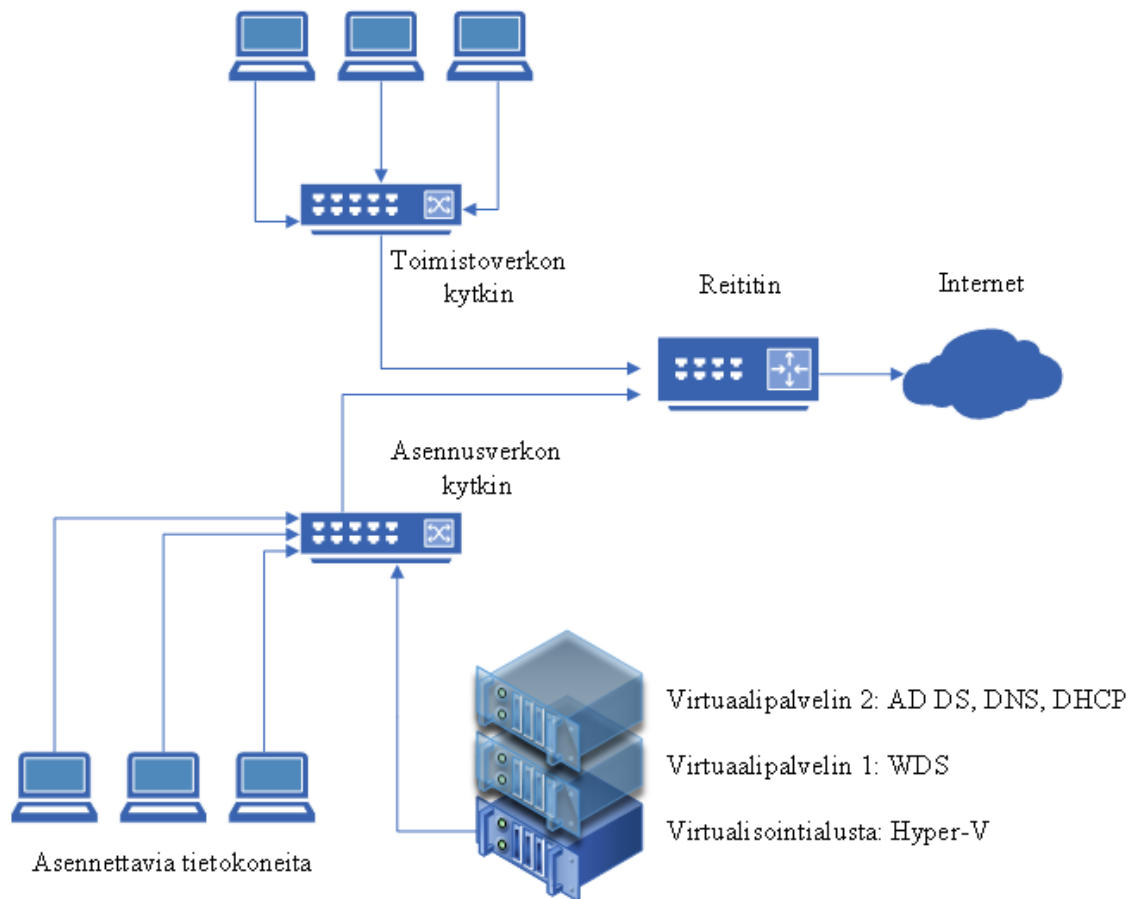 Toimistoverkon
kytkin
Reititin
Internet
Asennusverkon
kytkin
Virtuaalipalvelin 2: AD DS, DNS, DHCP
Virtuaalipalvelin 1: WDS
Virtualisointialusta: Hyper-V
Asennettavia tietokoneita